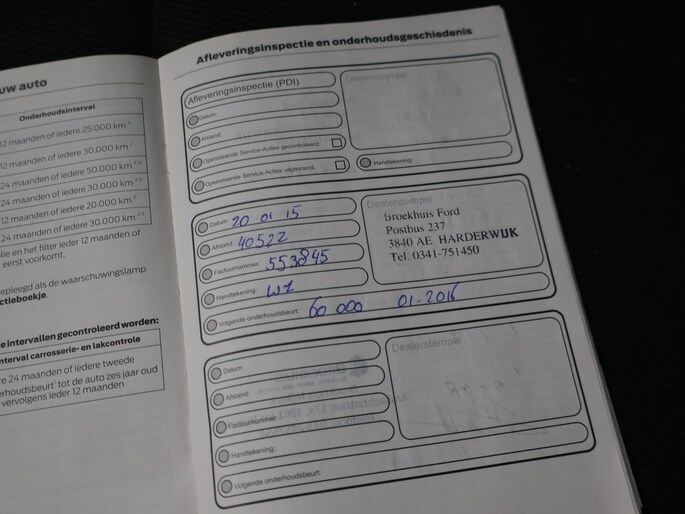 uw auto
Onderhoudsinterval
12 maanden of iedere 25.000 km
12 maanden of iedere 30.000 km
24 maanden of iedere 50.000 km
24 maanden of iedere 30.000 km
12 maanden of iedere 20.000
24 maanden of iedere 30.000 km
olie en het filter ieder 12 maanden of
eerst voorkomt.
epleegd als de waarschuwingslamp
ctieboekje.
e intervallen gecontroleerd worden:
nterval carrosserie- en lakcontrole
re 24 maanden of iedere tweede
erhoudsbeurt tot de auto zes jaar oud
vervolgens ieder 12 maanden
Afleveringsinspectie en onderhoudsgeschiedenis
Afleveringsinspectie (PDI)
Datum:
Afstand:
Openstaande Service-Acties gecontroleerd:
Openstaande Service-Acties uitgevoerd:
Dealerstempel
Handtekening:
Datum: 20 01 15
Afstand: 40522
Factuurnummer: 553845
Handtekening:
Volgende onderhoudsbeurt: 60 000 01-2016
Dealerstempel
Broekhuis Ford
Postbus 237
3840 AE HARDERWIJK
Tel. 0341-751450
Datum:
Afstand:
Factuurnummer:
Handtekening:
Volgende onderhoudsbeurt:
Dealerstempel